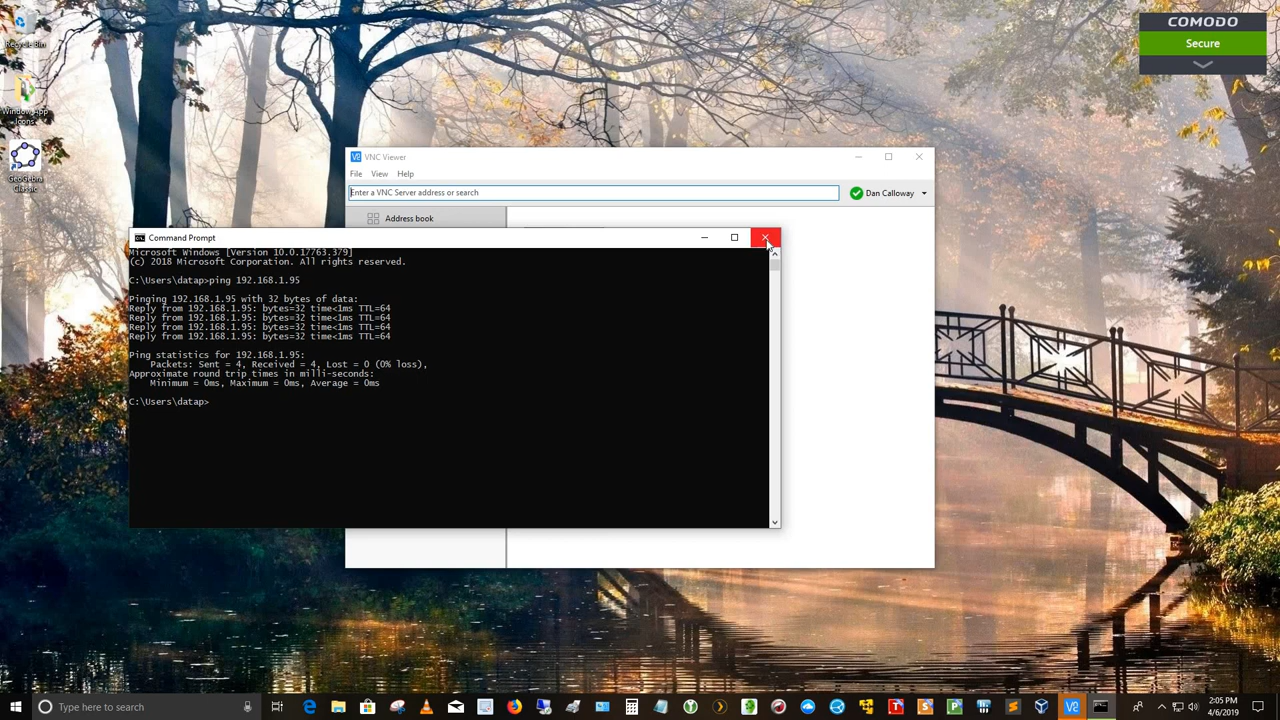 Recycle Bin
Windows App
Icons
GeoGebra
Classic
COMODO
Secure
VNC Viewer
File View Help
Enter a VNC Server address or search
Dan Calloway
Address book
Command Prompt
Microsoft Windows [Version 10.0.17763.379]
(c) 2018 Microsoft Corporation. All rights reserved.
C:\Users\datap>ping 192.168.1.95
Pinging 192.168.1.95 with 32 bytes of data:
Reply from 192.168.1.95: bytes=32 time<1ms TTL=64
Reply from 192.168.1.95: bytes=32 time<1ms TTL=64
Reply from 192.168.1.95: bytes=32 time<1ms TTL=64
Reply from 192.168.1.95: bytes=32 time<1ms TTL=64
Ping statistics for 192.168.1.95:
Packets: Sent = 4, Received = 4, Lost = 0 (0% loss),
Approximate round trip times in milli-seconds:
Minimum = 0ms, Maximum = 0ms, Average = 0ms
C:\Users\datap>
Type here to search
2:05 PM
4/6/2019